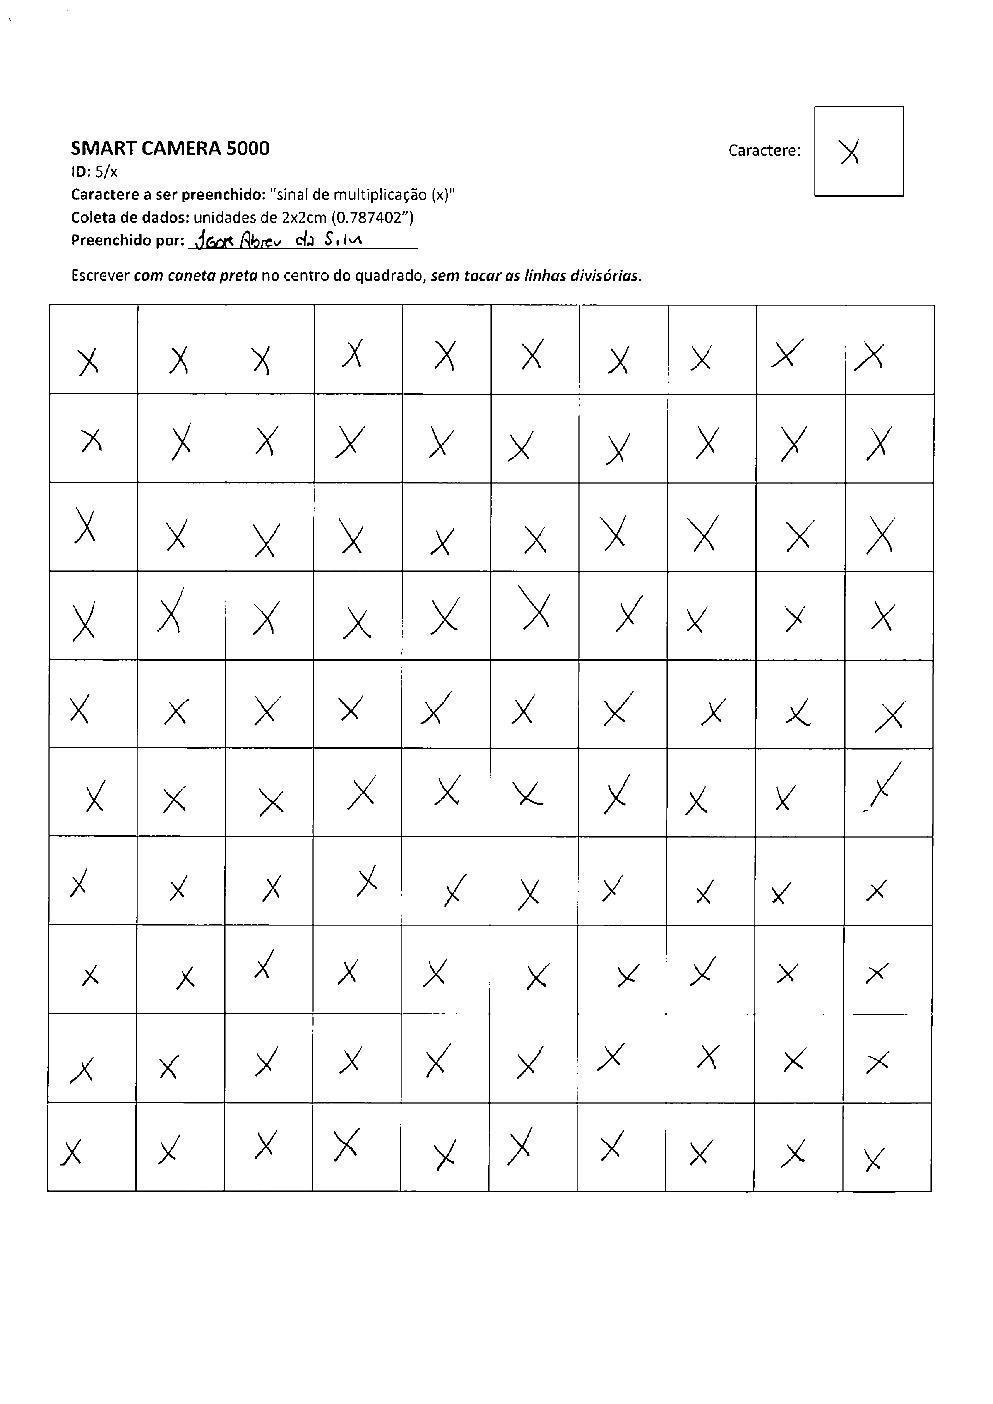 SMART CAMERA 5000
Caractere: x
ID: 5/x
Caractere a ser preenchido: "sinal de multiplicação (x)"
Coleta de dados: unidades de 2x2cm (0.787402")
Preenchido por: Igor Abreu da Silva
Escrever com caneta preta no centro do quadrado, sem tocar as linhas divisórias.
x x x x x x x x x x
x x x x x x x x x x
x x x x x x x x x x
x x x x x x x x x x
x x x x x x x x x x
x x x x x x x x x x
x x x x x x x x x x
x x x x x x x x x x
x x x x x x x x x x
x x x x x x x x x x